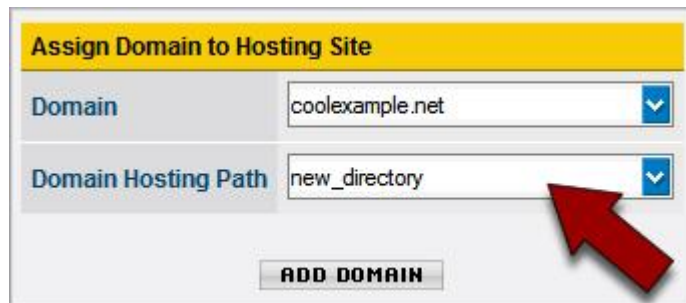 Assign Domain to Hosting Site
Domain coolexample.net
Domain Hosting Path new_directory
ADD DOMAIN